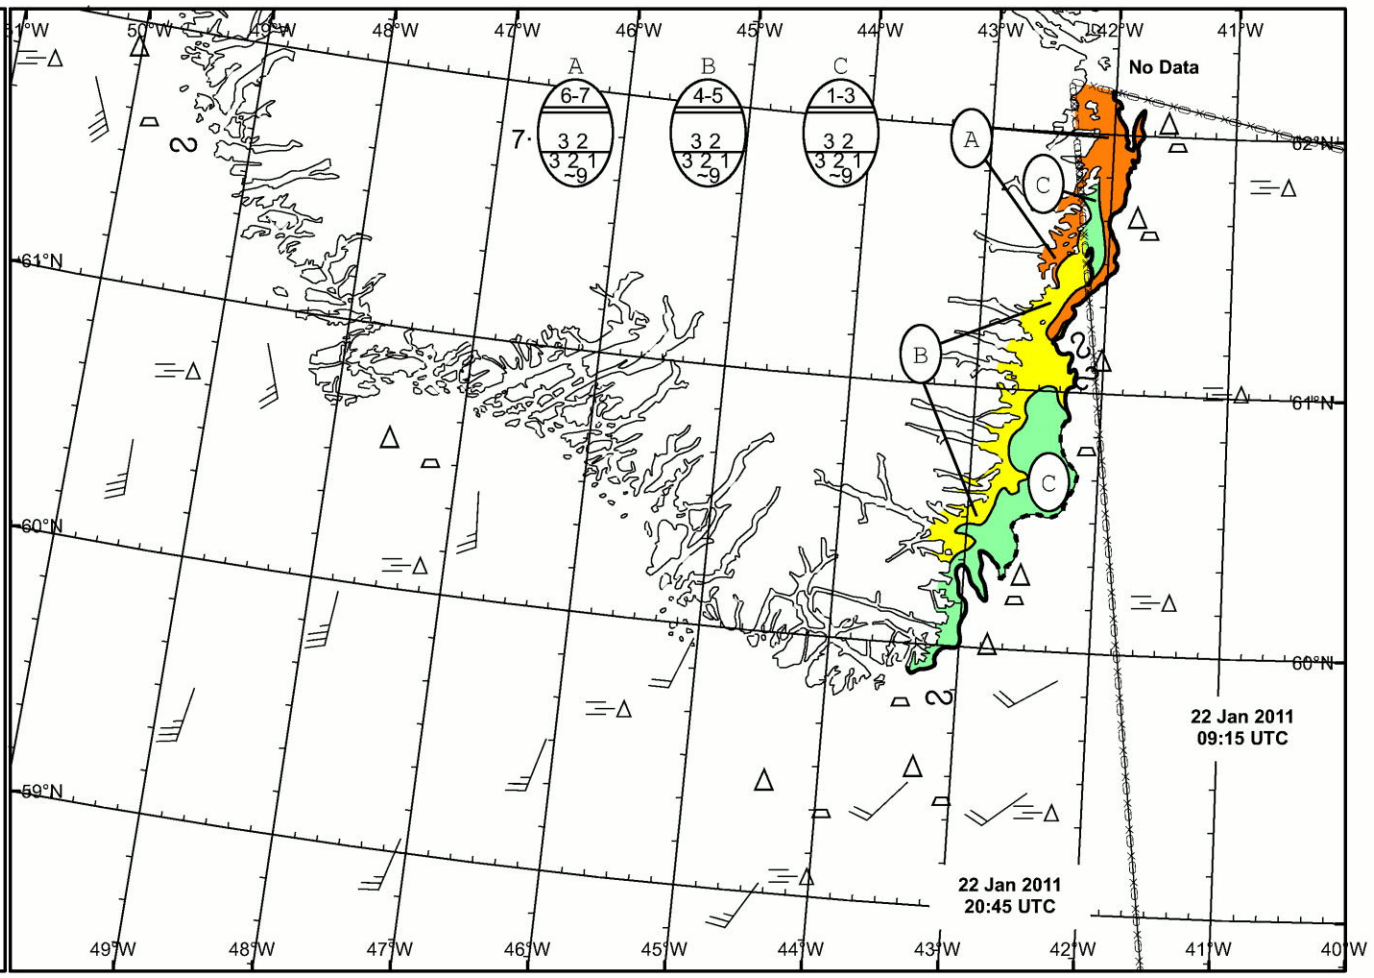 51°W 50°W 49°W 48°W 47°W 46°W 45°W 44°W 43°W 42°W 41°W
No Data
A B C
6-7 4-5 1-3
7· 3 2 3 2 3 2
3 2 1 3 2 1 3 2 1
~9 ~9 ~9
A
62°N
C
61°N
B
61°N
C
60°N
60°N
22 Jan 2011
09:15 UTC
59°N
22 Jan 2011
20:45 UTC
49°W 48°W 47°W 46°W 45°W 44°W 43°W 42°W 41°W 40°W